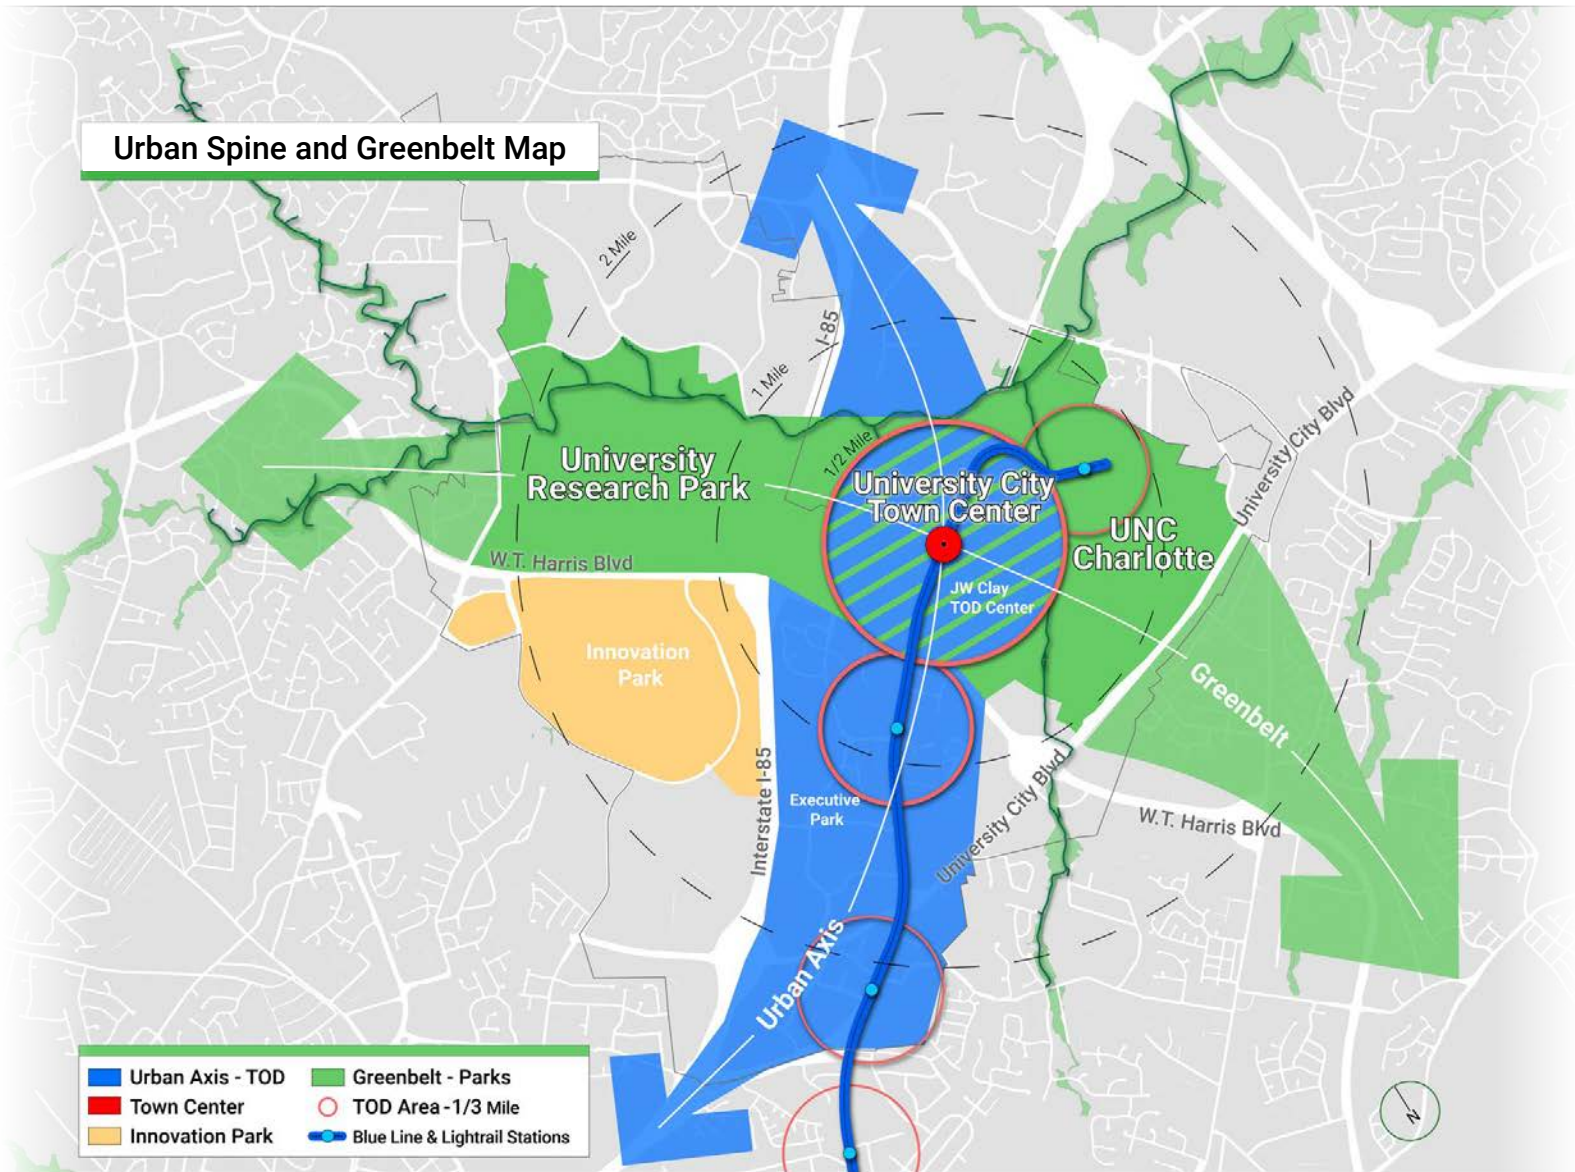 Urban Spine and Greenbelt Map
2 Mile
I-85
1 Mile
1/2 Mile
University
Research Park
University City
Town Center
UNC
Charlotte
University City Blvd
W.T. Harris Blvd
JW Clay
TOD Center
Innovation
Park
Greenbelt
Interstate I-85
Executive
Park
University City Blvd
W.T. Harris Blvd
Urban Axis
Urban Axis - TOD
Town Center
Innovation Park
Greenbelt - Parks
TOD Area -1/3 Mile
Blue Line & Lightrail Stations
N